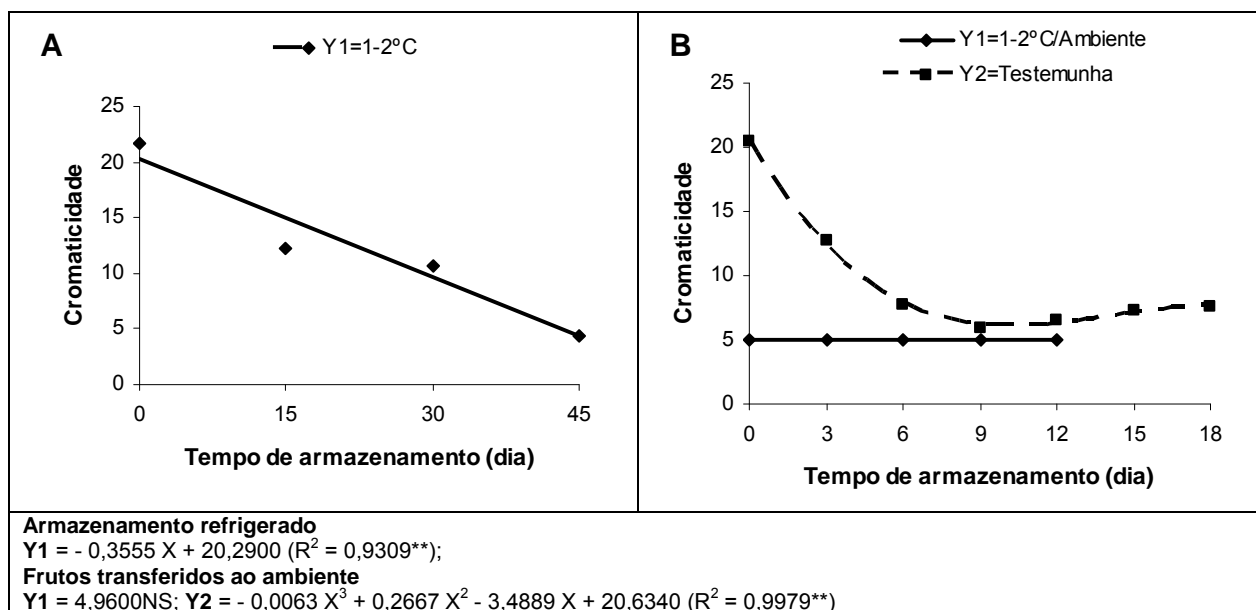 A
Y1=1-2ºC
Cromaticidade
25
20
15
10
5
0
0 15 30 45
Tempo de armazenamento (dia)
B
Y1=1-2ºC/Ambiente
Y2=Testemunha
Cromaticidade
25
20
15
10
5
0
0 3 6 9 12 15 18
Tempo de armazenamento (dia)
Armazenamento refrigerado
Y1 = - 0,3555 X + 20,2900 (R² = 0,9309**);
Frutos transferidos ao ambiente
Y1 = 4,9600NS; Y2 = - 0,0063 X³ + 0,2667 X² - 3,4889 X + 20,6340 (R² = 0,9979**)